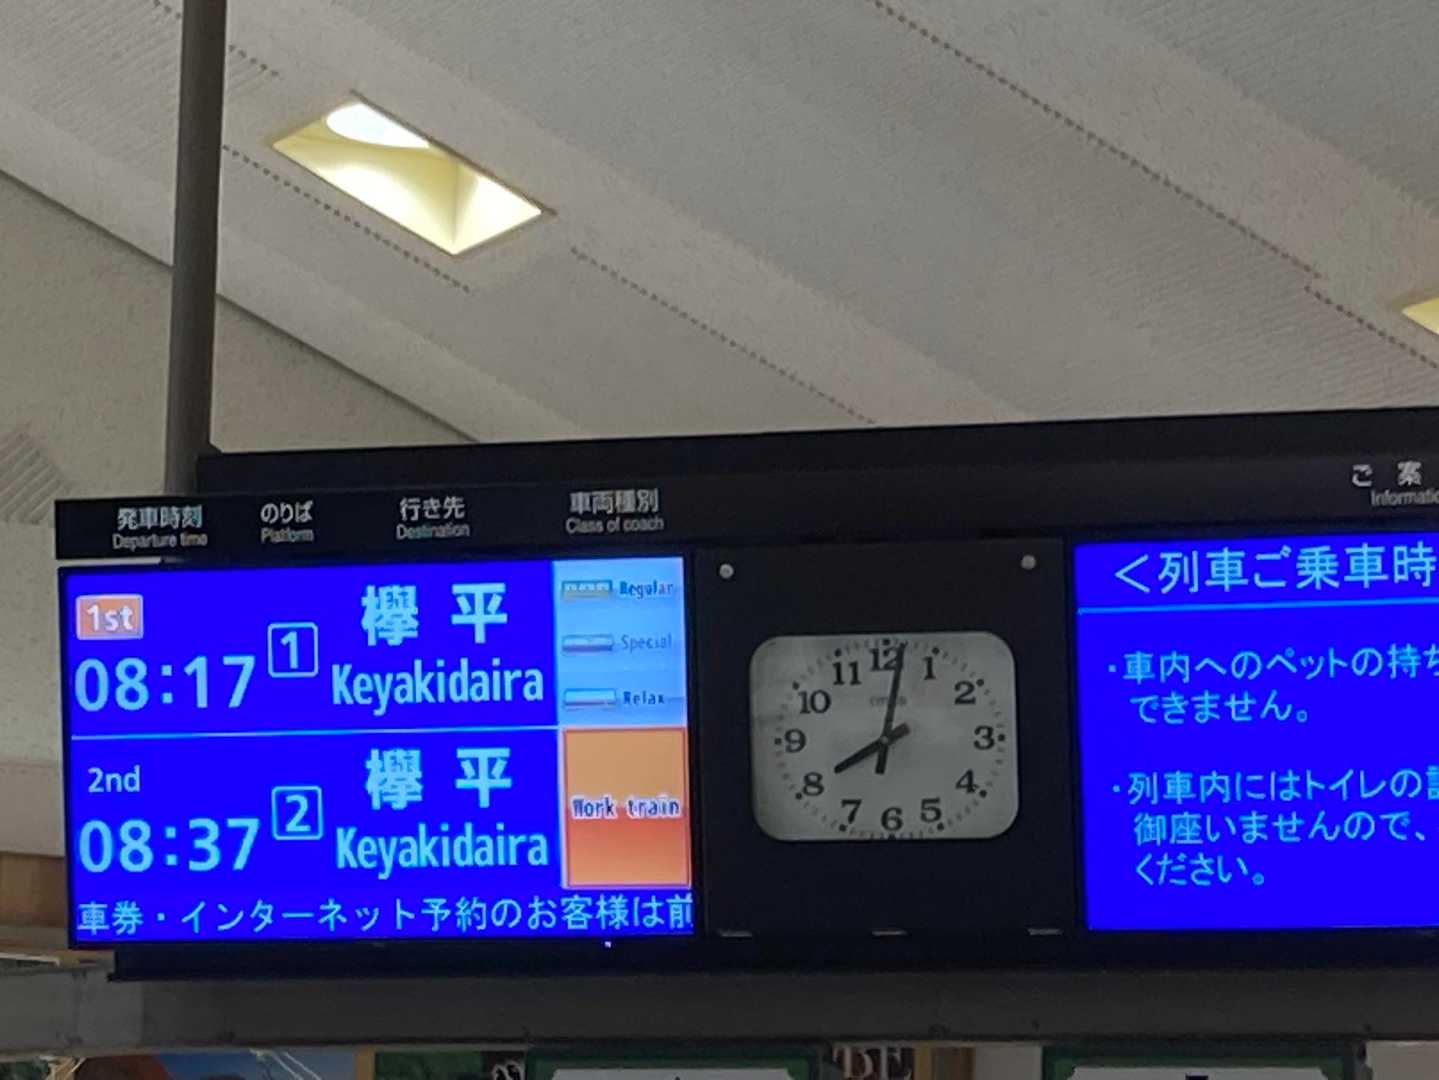 発車時刻 のりば 行き先 車両種別
Departure time Platform Destination Class of coach
1st
08:17 1 欅平
Keyakidaira
Regular
Special
Relax
2nd
08:37 2 欅平
Keyakidaira
Work train
車券・インターネット予約のお客様は前
12
1
2
3
4
5
6
7
8
9
10
11
ご案
Informatio
＜列車ご乗車時
・車内へのペットの持ち
できません。
・列車内にはトイレの設
御座いませんので、
ください。